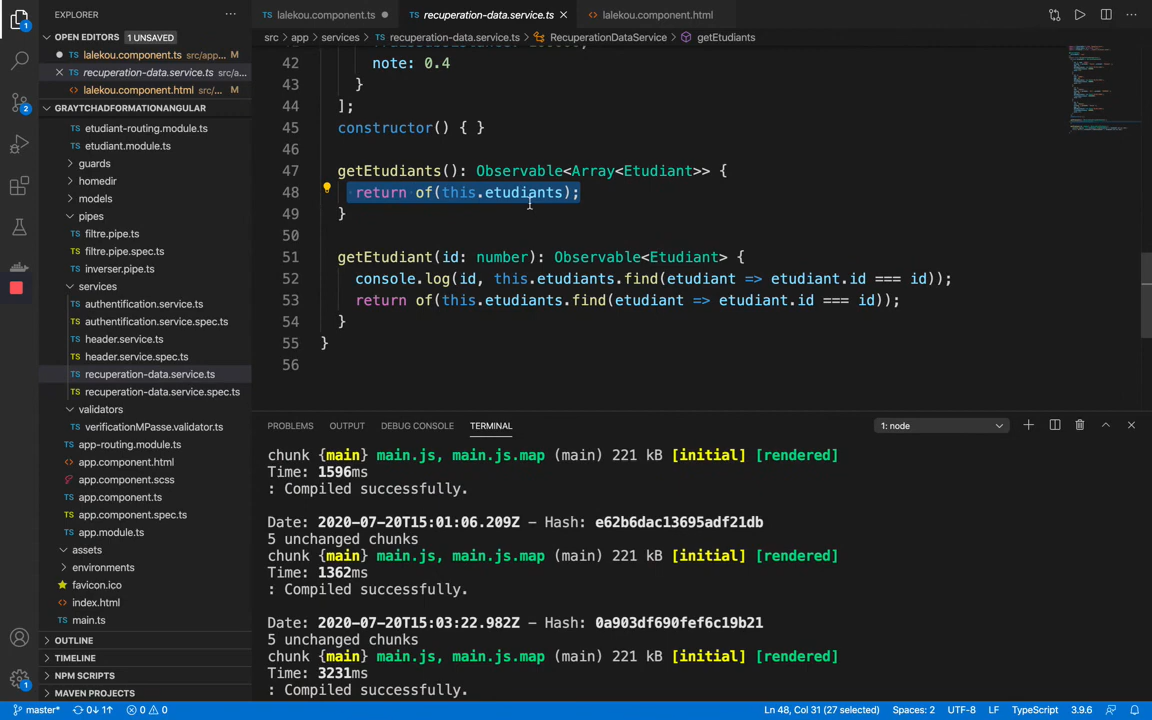 EXPLORER
OPEN EDITORS 1 UNSAVED
lalekou.component.ts src/app... M
recuperation-data.service.ts src/a...
lalekou.component.html src/... M
GRAYTCHADFORMATIONANGULAR
etudiant-routing.module.ts
etudiant.module.ts
guards
homedir
models
pipes
filtre.pipe.ts
filtre.pipe.spec.ts
inverser.pipe.ts
services
authentification.service.ts
authentification.service.spec.ts
header.service.ts
header.service.spec.ts
recuperation-data.service.ts
recuperation-data.service.spec.ts
validators
verificationMPasse.validator.ts
app-routing.module.ts
app.component.html
app.component.scss
app.component.ts
app.component.spec.ts
app.module.ts
assets
environments
favicon.ico
index.html
main.ts
OUTLINE
TIMELINE
NPM SCRIPTS
MAVEN PROJECTS
lalekou.component.ts
recuperation-data.service.ts
lalekou.component.html
src > app > services > recuperation-data.service.ts > RecuperationDataService > getEtudiants
42 note: 0.4
43 }
44 ];
45 constructor() { }
46
47 getEtudiants(): Observable<Array<Etudiant>> {
48 return of(this.etudiants);
49 }
50
51 getEtudiant(id: number): Observable<Etudiant> {
52 console.log(id, this.etudiants.find(etudiant => etudiant.id === id));
53 return of(this.etudiants.find(etudiant => etudiant.id === id));
54 }
55 }
56
PROBLEMS OUTPUT DEBUG CONSOLE TERMINAL 1: node
chunk {main} main.js, main.js.map (main) 221 kB [initial] [rendered]
Time: 1596ms
: Compiled successfully.
Date: 2020-07-20T15:01:06.209Z - Hash: e62b6dac13695adf21db
5 unchanged chunks
chunk {main} main.js, main.js.map (main) 221 kB [initial] [rendered]
Time: 1362ms
: Compiled successfully.
Date: 2020-07-20T15:03:22.982Z - Hash: 0a903df690fef6c19b21
5 unchanged chunks
chunk {main} main.js, main.js.map (main) 221 kB [initial] [rendered]
Time: 3231ms
: Compiled successfully.
master* 0↓ 1↑ 0 0 Ln 48, Col 31 (27 selected) Spaces: 2 UTF-8 LF TypeScript 3.9.6